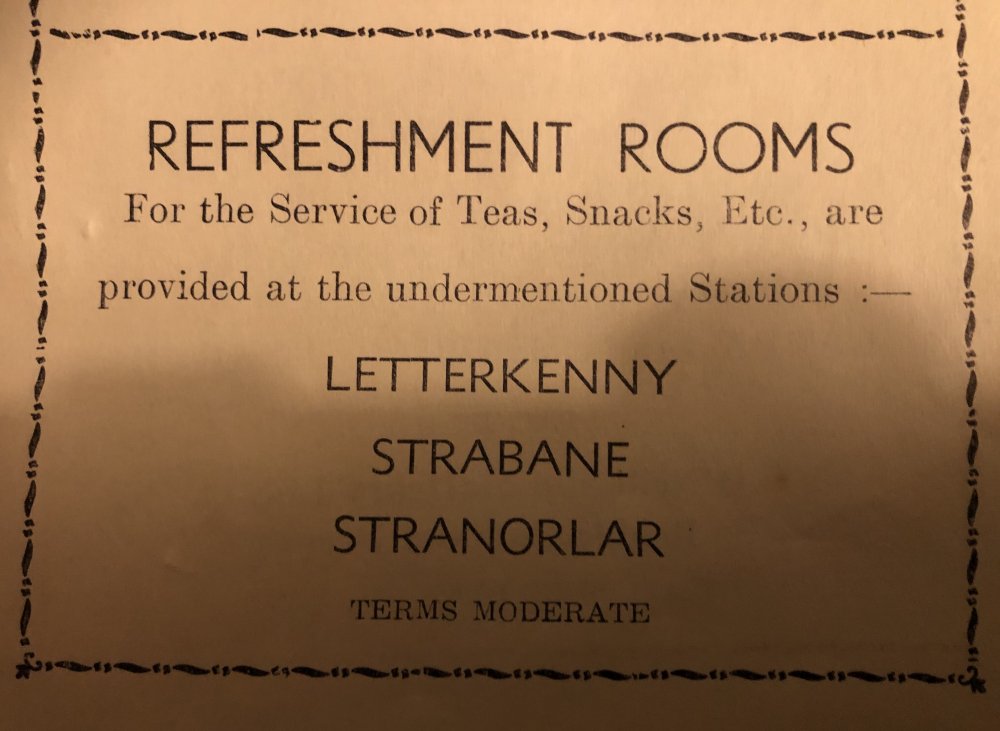 REFRESHMENT ROOMS
For the Service of Teas, Snacks, Etc., are
provided at the undermentioned Stations :—
LETTERKENNY
STRABANE
STRANORLAR
TERMS MODERATE